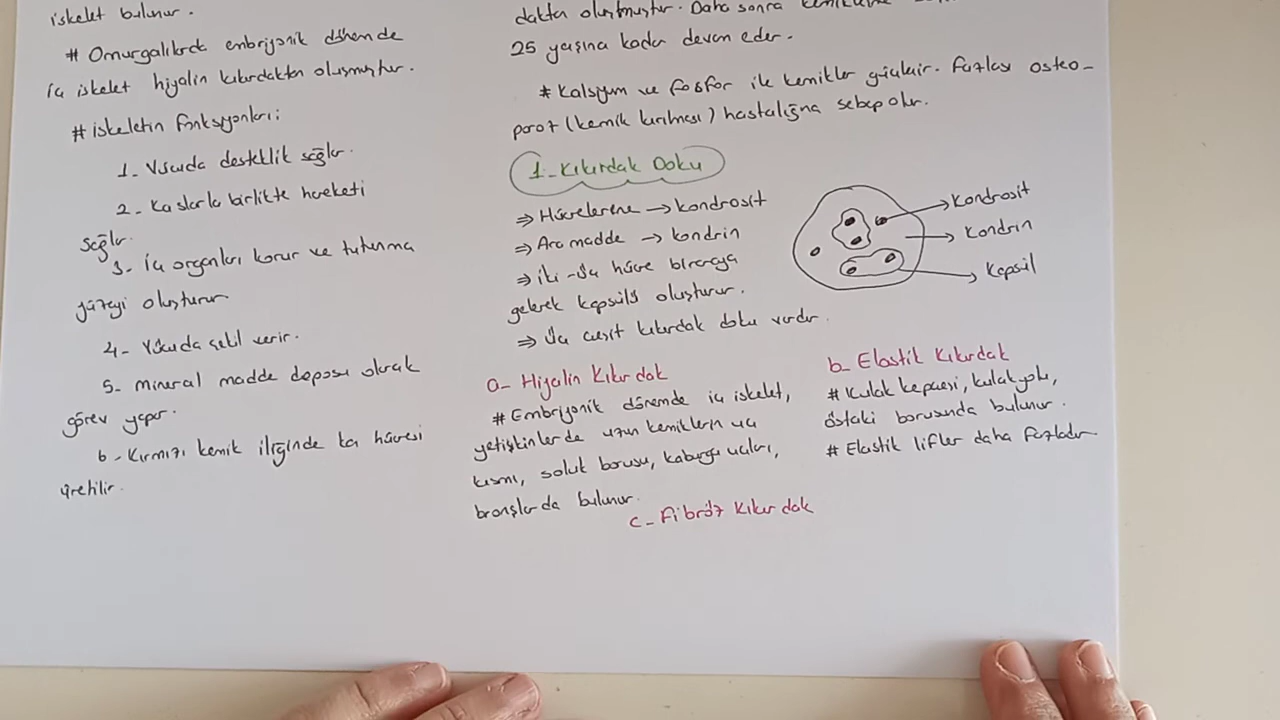 iskelet bulunur.
# Omurgalılarda embriyonik dönemde
iç iskelet hiyalin kıkırdaktan oluşmuştur.
# iskeletin fonksiyonları:
1- Vücuda desteklik sağlar.
2- Kaslarla birlikte hareketi
sağlar.
3- iç organları korur ve tutunma
yüzeyi oluşturur.
4- Vücuda şekil verir.
5- mineral madde deposu olarak
görev yapar.
6- Kırmızı kemik iliğinde kan hücresi
üretilir.
daktan oluşmuştur. Daha sonra
25 yaşına kadar devam eder.
* Kalsiyum ve fosfor ile kemikler güçlenir. Fazlası osteo-
poroz (kemik kırılması) hastalığına sebep olur.
1- Kıkırdak Doku
⇒ Hücrelerine → kondrosit
⇒ Ara madde → kondrin
⇒ iki-üç hücre biraraya
gelerek kapsülü oluşturur.
⇒ Üç çeşit kıkırdak doku vardır.
Kondrosit
Kondrin
Kapsül
a- Hiyalin Kıkırdak
# Embriyonik dönemde iç iskelet,
yetişkinlerde uzun kemiklerin uç
kısmı, soluk borusu, kaburga uçları,
bronşlarda bulunur.
b- Elastik Kıkırdak
# Kulak kepçesi, kulak yolu,
östaki borusunda bulunur.
# Elastik lifler daha fazladır.
c- Fibröz Kıkırdak